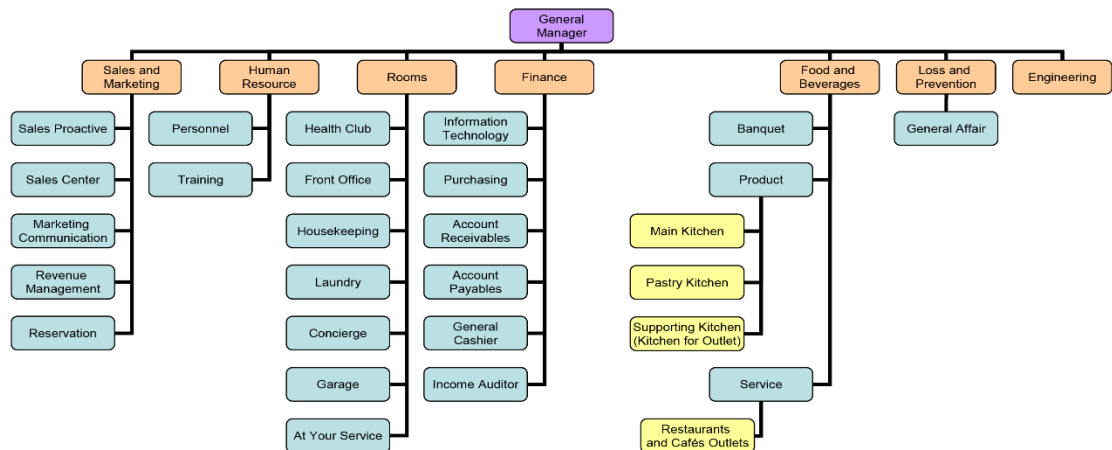 General
Manager
Sales and
Marketing
Human
Resource
Rooms
Finance
Food and
Beverages
Loss and
Prevention
Engineering
Sales Proactive
Personnel
Health Club
Information
Technology
Banquet
General Affair
Sales Center
Training
Front Office
Purchasing
Product
Marketing
Communication
Housekeeping
Account
Receivables
Main Kitchen
Revenue
Management
Laundry
Account
Payables
Pastry Kitchen
Reservation
Concierge
General
Cashier
Supporting Kitchen
(Kitchen for Outlet)
Garage
Income Auditor
Service
At Your Service
Restaurants
and Cafés Outlets